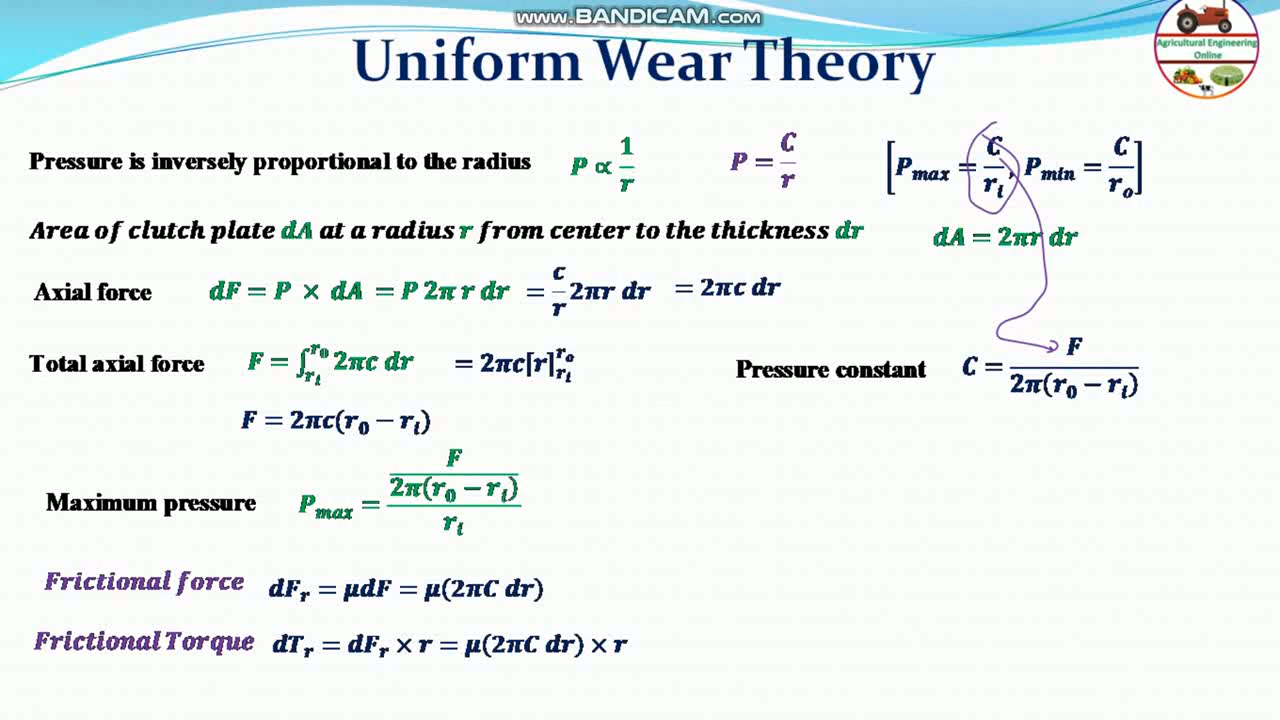 www.BANDICAM.com
Uniform Wear Theory
Agricultural Engineering
Online
Pressure is inversely proportional to the radius P ∝ 1/r P = C/r [P_max = C/r_i, P_min = C/r_o]
Area of clutch plate dA at a radius r from center to the thickness dr dA = 2πr dr
Axial force dF = P × dA = P 2π r dr = c/r 2πr dr = 2πc dr
Total axial force F = ∫_{r_i}^{r_0} 2πc dr = 2πc[r]_{r_i}^{r_o} Pressure constant C = F/2π(r_0 − r_i)
F = 2πc(r_0 − r_i)
Maximum pressure P_max = (F/2π(r_0 − r_i))/r_i
Frictional force dF_r = μdF = μ(2πC dr)
Frictional Torque dT_r = dF_r × r = μ(2πC dr) × r